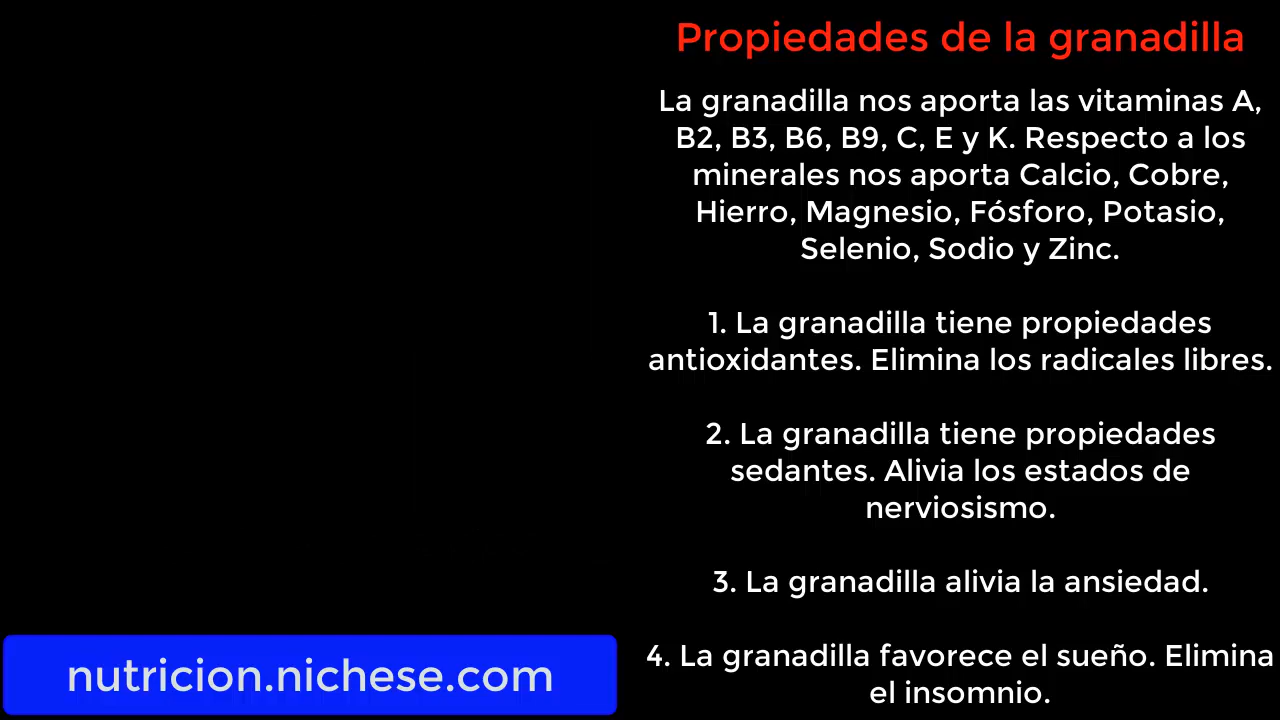 Propiedades de la granadilla
La granadilla nos aporta las vitaminas A,
B2, B3, B6, B9, C, E y K. Respecto a los
minerales nos aporta Calcio, Cobre,
Hierro, Magnesio, Fósforo, Potasio,
Selenio, Sodio y Zinc.
1. La granadilla tiene propiedades
antioxidantes. Elimina los radicales libres.
2. La granadilla tiene propiedades
sedantes. Alivia los estados de
nerviosismo.
3. La granadilla alivia la ansiedad.
4. La granadilla favorece el sueño. Elimina
el insomnio.
nutricion.nichese.com